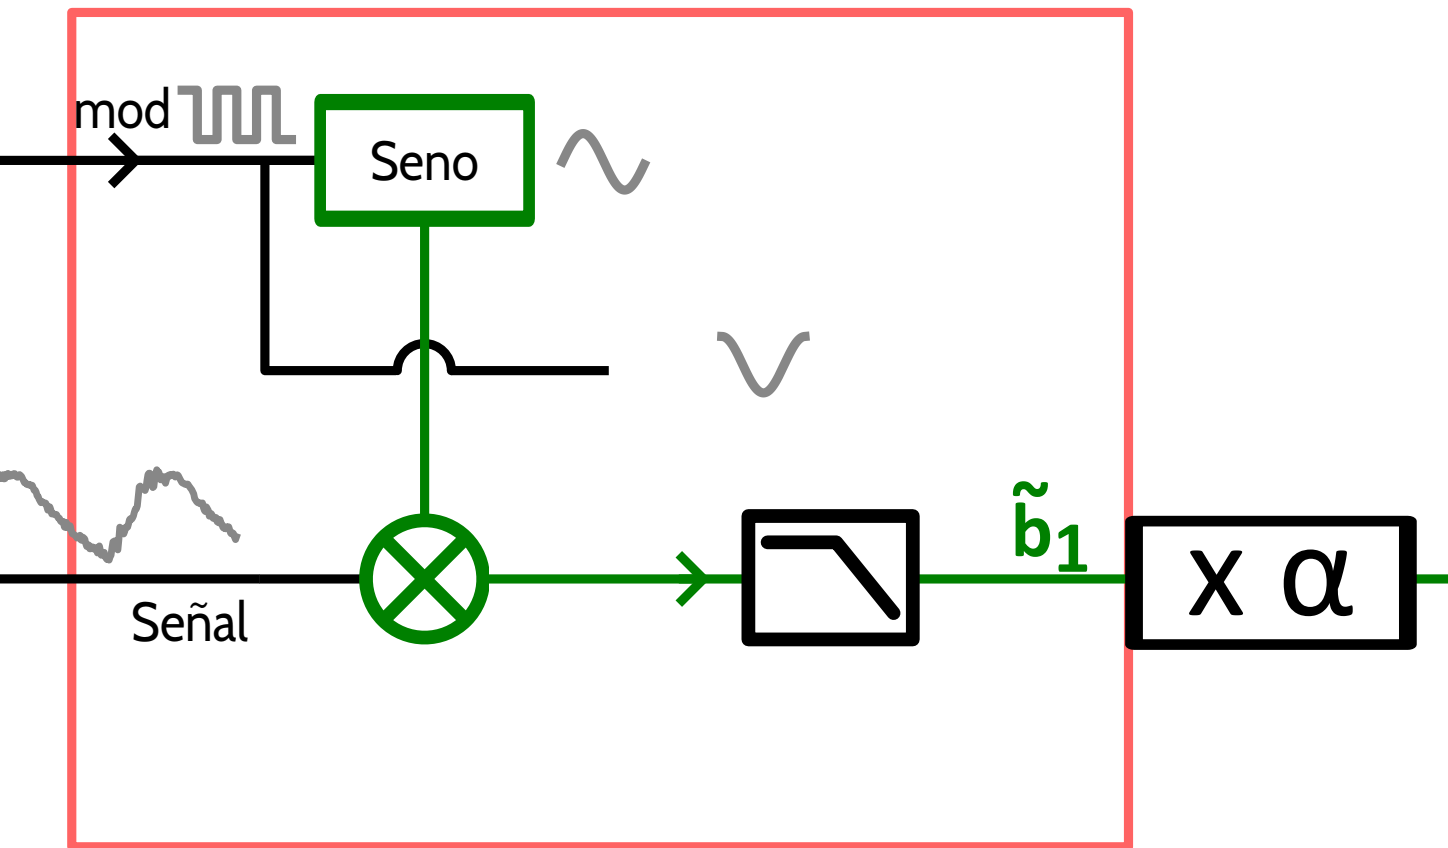 mod
Seno
b̃₁
x α
Señal